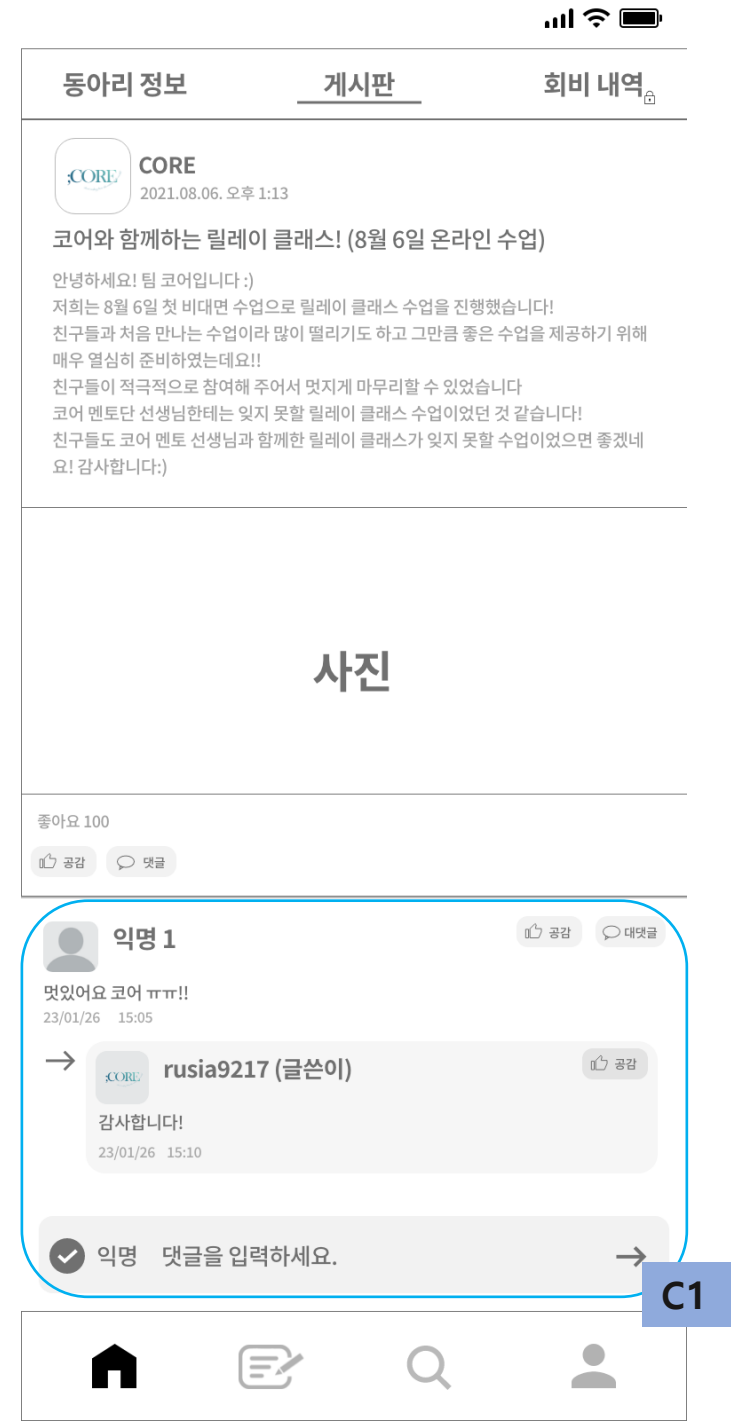 동아리 정보 게시판 회비 내역
;CORE
CORE
2021.08.06. 오후 1:13
코어와 함께하는 릴레이 클래스! (8월 6일 온라인 수업)
안녕하세요! 팀 코어입니다 :)
저희는 8월 6일 첫 비대면 수업으로 릴레이 클래스 수업을 진행했습니다!
친구들과 처음 만나는 수업이라 많이 떨리기도 하고 그만큼 좋은 수업을 제공하기 위해
매우 열심히 준비하였는데요!!
친구들이 적극적으로 참여해 주어서 멋지게 마무리할 수 있었습니다
코어 멘토단 선생님한테는 잊지 못할 릴레이 클래스 수업이었던 것 같습니다!
친구들도 코어 멘토 선생님과 함께한 릴레이 클래스가 잊지 못할 수업이었으면 좋겠네
요! 감사합니다:)
사진
좋아요 100
공감 댓글
익명 1 공감 대댓글
멋있어요 코어 ㅠㅠ!!
23/01/26 15:05
;CORE
rusia9217 (글쓴이) 공감
감사합니다!
23/01/26 15:10
익명 댓글을 입력하세요.
C1